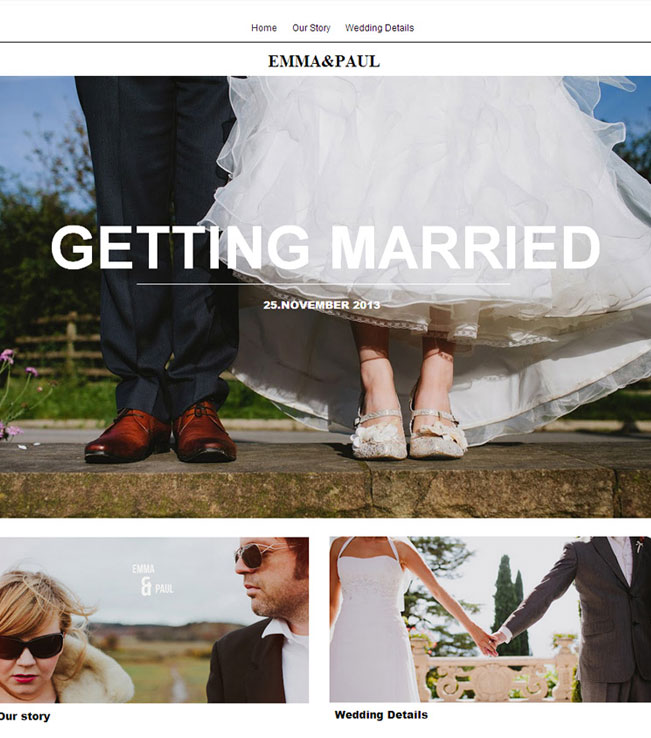 Home Our Story Wedding Details
EMMA&PAUL
GETTING MARRIED
25.NOVEMBER 2013
EMMA
& PAUL
Our story
Wedding Details